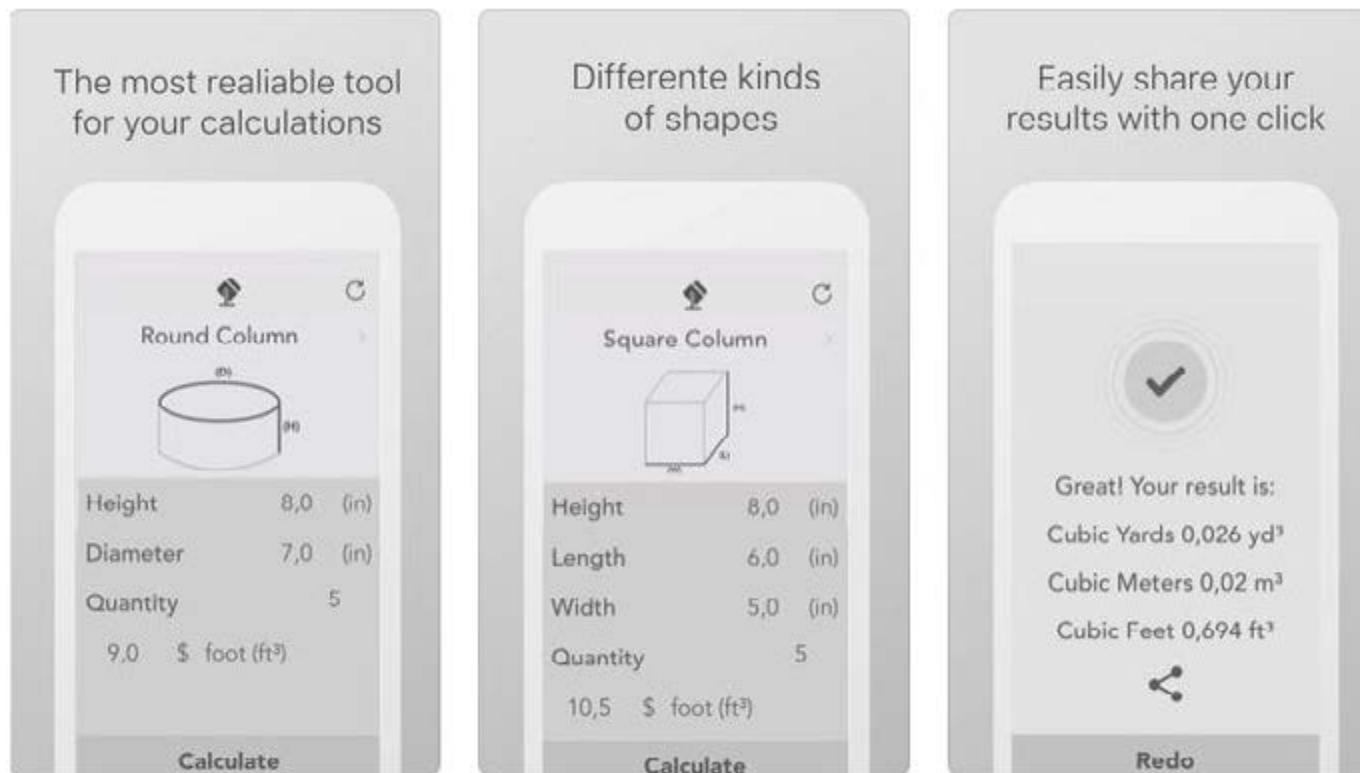 The most realiable tool
for your calculations
Round Column
(D)
(H)
Height 8,0 (in)
Diameter 7,0 (in)
Quantity 5
9,0 $ foot (ft³)
Calculate
Differente kinds
of shapes
Square Column
(H)
(L)
(W)
Height 8,0 (in)
Length 6,0 (in)
Width 5,0 (in)
Quantity 5
10,5 $ foot (ft³)
Calculate
Easily share your
results with one click
Great! Your result is:
Cubic Yards 0,026 yd³
Cubic Meters 0,02 m³
Cubic Feet 0,694 ft³
Redo